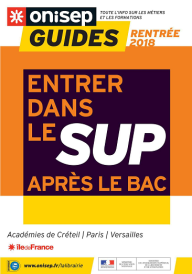 onisep
TOUTE L'INFO SUR LES MÉTIERS
ET LES FORMATIONS
GUIDES
RENTRÉE
2018
ENTRER
DANS
LE SUP
APRÈS LE BAC
Académies de Créteil | Paris | Versailles
îledeFrance
www.onisep.fr/lalibrairie